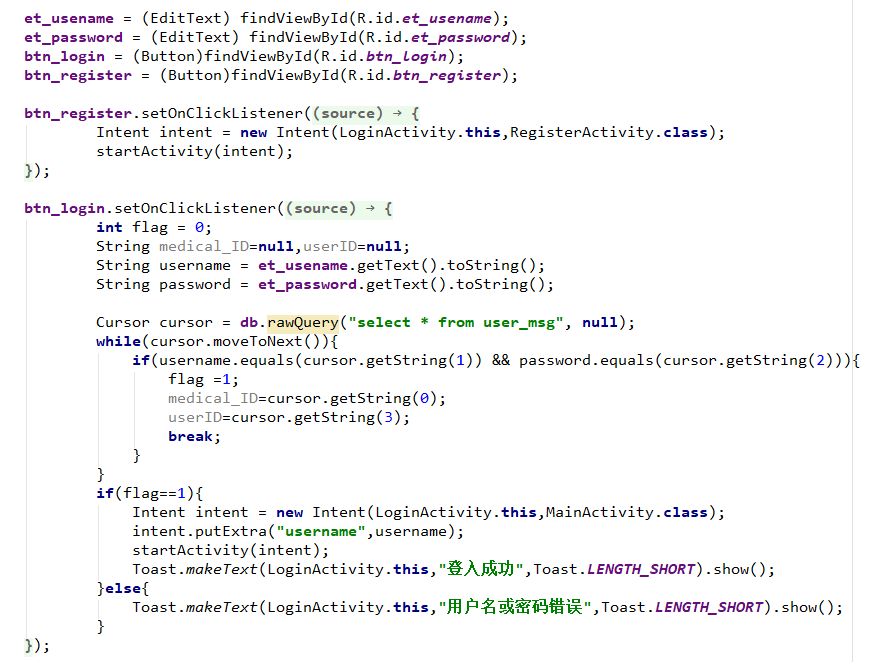 et_usename = (EditText) findViewById(R.id.et_usename);
et_password = (EditText) findViewById(R.id.et_password);
btn_login = (Button)findViewById(R.id.btn_login);
btn_register = (Button)findViewById(R.id.btn_register);
btn_register.setOnClickListener((source) → {
Intent intent = new Intent(LoginActivity.this,RegisterActivity.class);
startActivity(intent);
});
btn_login.setOnClickListener((source) → {
int flag = 0;
String medical_ID=null,userID=null;
String username = et_usename.getText().toString();
String password = et_password.getText().toString();
Cursor cursor = db.rawQuery("select * from user_msg", null);
while(cursor.moveToNext()){
if(username.equals(cursor.getString(1)) && password.equals(cursor.getString(2))){
flag =1;
medical_ID=cursor.getString(0);
userID=cursor.getString(3);
break;
}
}
if(flag==1){
Intent intent = new Intent(LoginActivity.this,MainActivity.class);
intent.putExtra("username",username);
startActivity(intent);
Toast.makeText(LoginActivity.this,"登入成功",Toast.LENGTH_SHORT).show();
}else{
Toast.makeText(LoginActivity.this,"用户名或密码错误",Toast.LENGTH_SHORT).show();
}
});